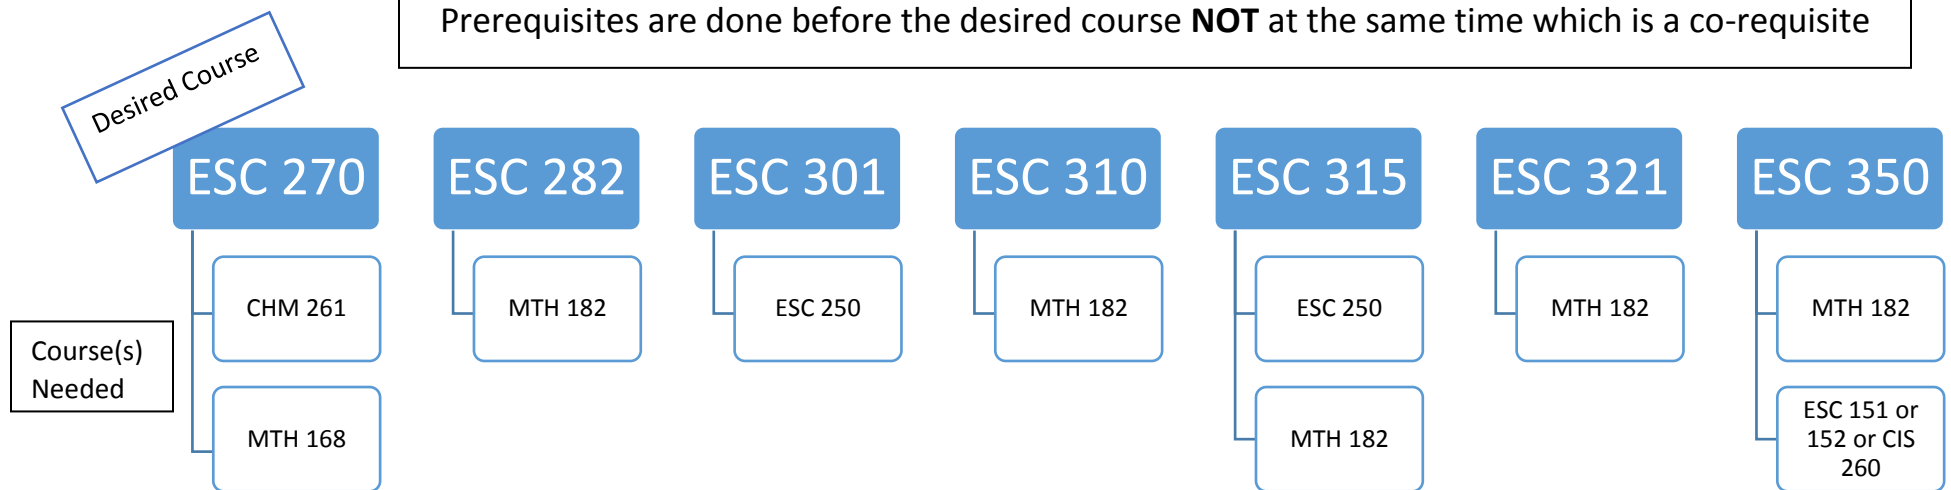 Prerequisites are done before the desired course NOT at the same time which is a co-requisite
Desired Course
ESC 270
ESC 282
ESC 301
ESC 310
ESC 315
ESC 321
ESC 350
Course(s)
Needed
CHM 261
MTH 182
ESC 250
MTH 182
ESC 250
MTH 182
MTH 182
MTH 168
MTH 182
ESC 151 or
152 or CIS
260